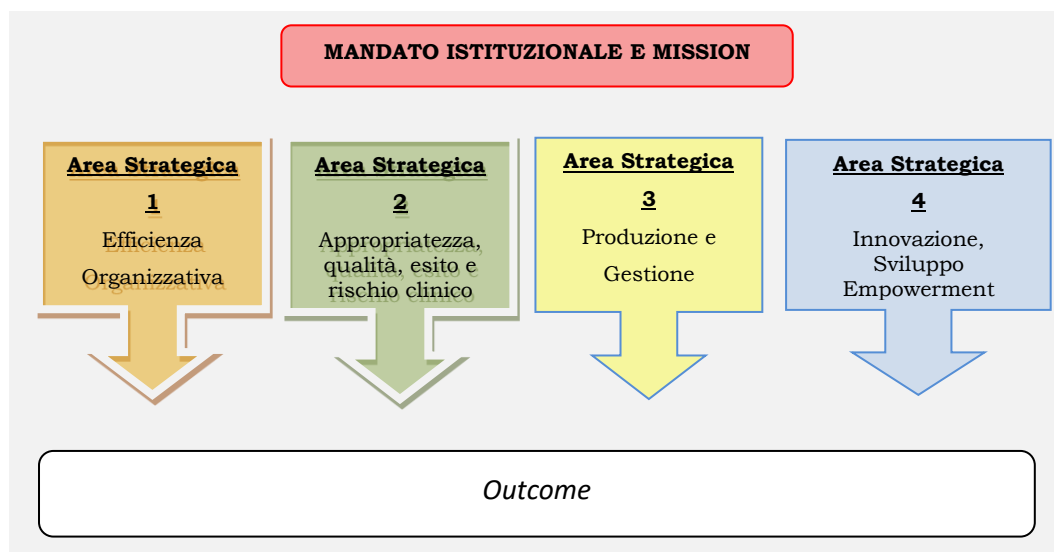 MANDATO ISTITUZIONALE E MISSION
Area Strategica
1
Efficienza
Organizzativa
Area Strategica
2
Appropriatezza,
qualità, esito e
rischio clinico
Area Strategica
3
Produzione e
Gestione
Area Strategica
4
Innovazione,
Sviluppo
Empowerment
Outcome